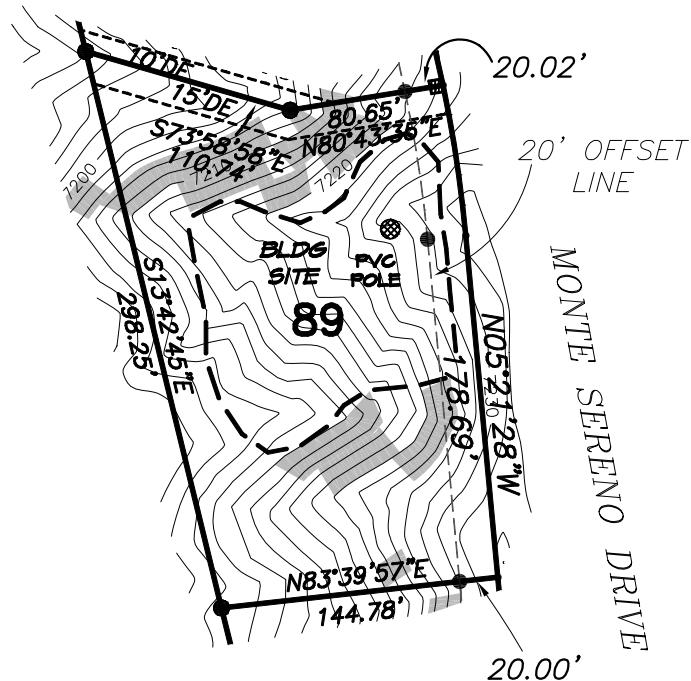 10'DE
20.02'
15'DE
80.65'
S73°58'58"E
N80°43'35"E
110.74'
20' OFFSET
LINE
7200
7220
BLDG
SITE
PVC
POLE
89
S13°42'45"E
298.25'
N05°21'28"W
178.69'
MONTE SERENO DRIVE
N83°39'57"E
144.78'
20.00'